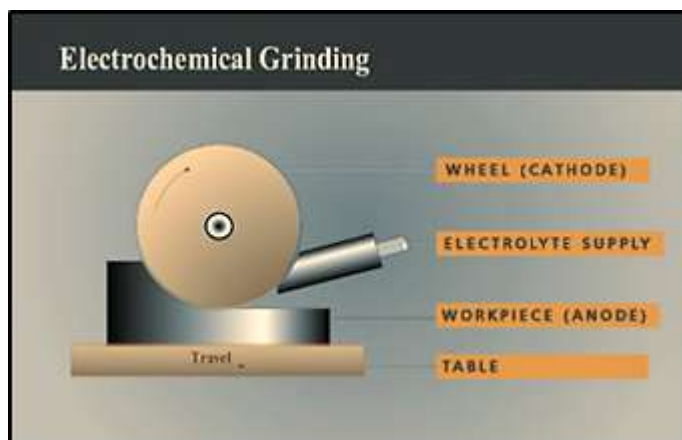 Electrochemical Grinding
WHEEL (CATHODE)
ELECTROLYTE SUPPLY
WORKPIECE (ANODE)
Travel
TABLE